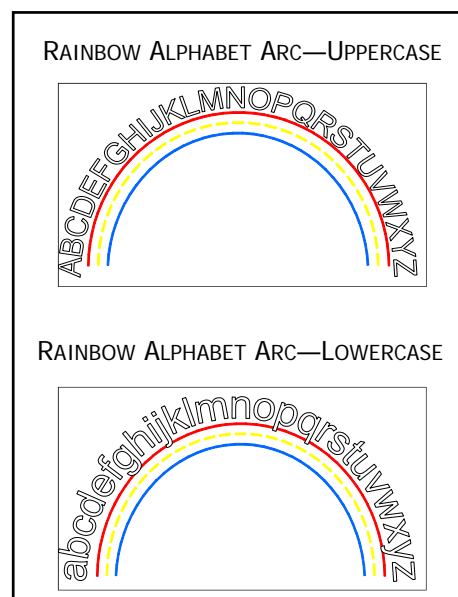 RAINBOW ALPHABET ARC—UPPERCASE
ABCDEFGHIJKLMNOPQRSTUVWXYZ
RAINBOW ALPHABET ARC—LOWERCASE
abcdefghijklmnopqrstuvwxyz